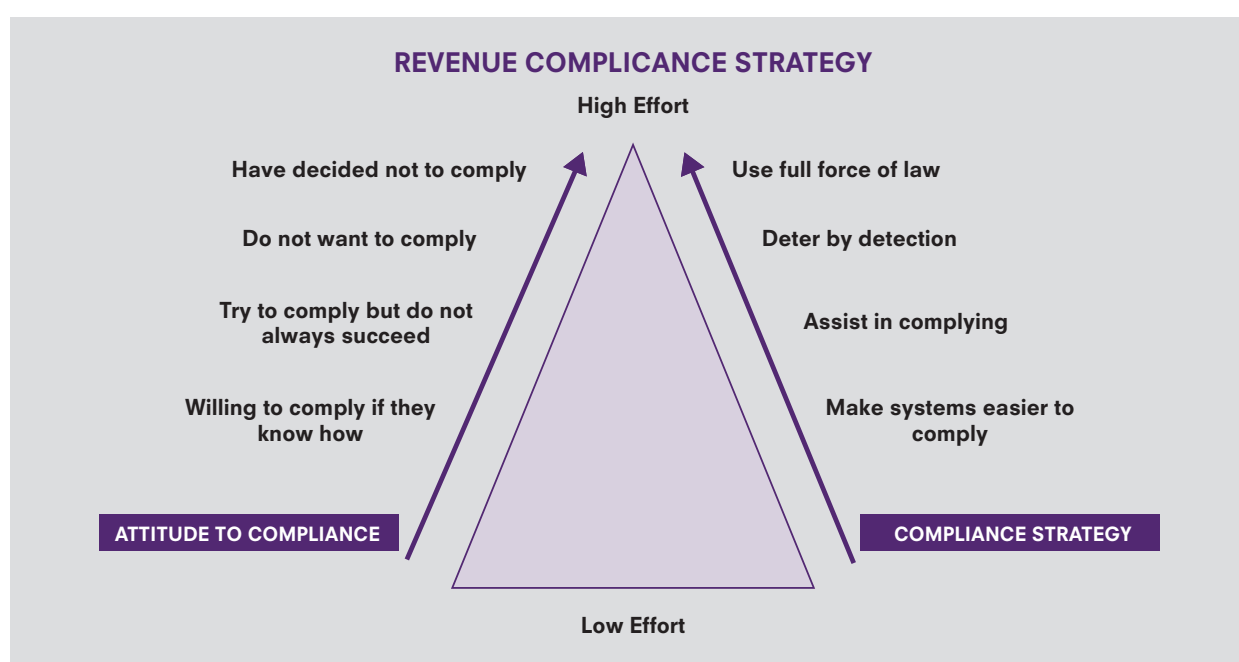 REVENUE COMPLICANCE STRATEGY
High Effort
Have decided not to comply
Use full force of law
Do not want to comply
Deter by detection
Try to comply but do not
always succeed
Assist in complying
Willing to comply if they
know how
Make systems easier to
comply
ATTITUDE TO COMPLIANCE
COMPLIANCE STRATEGY
Low Effort